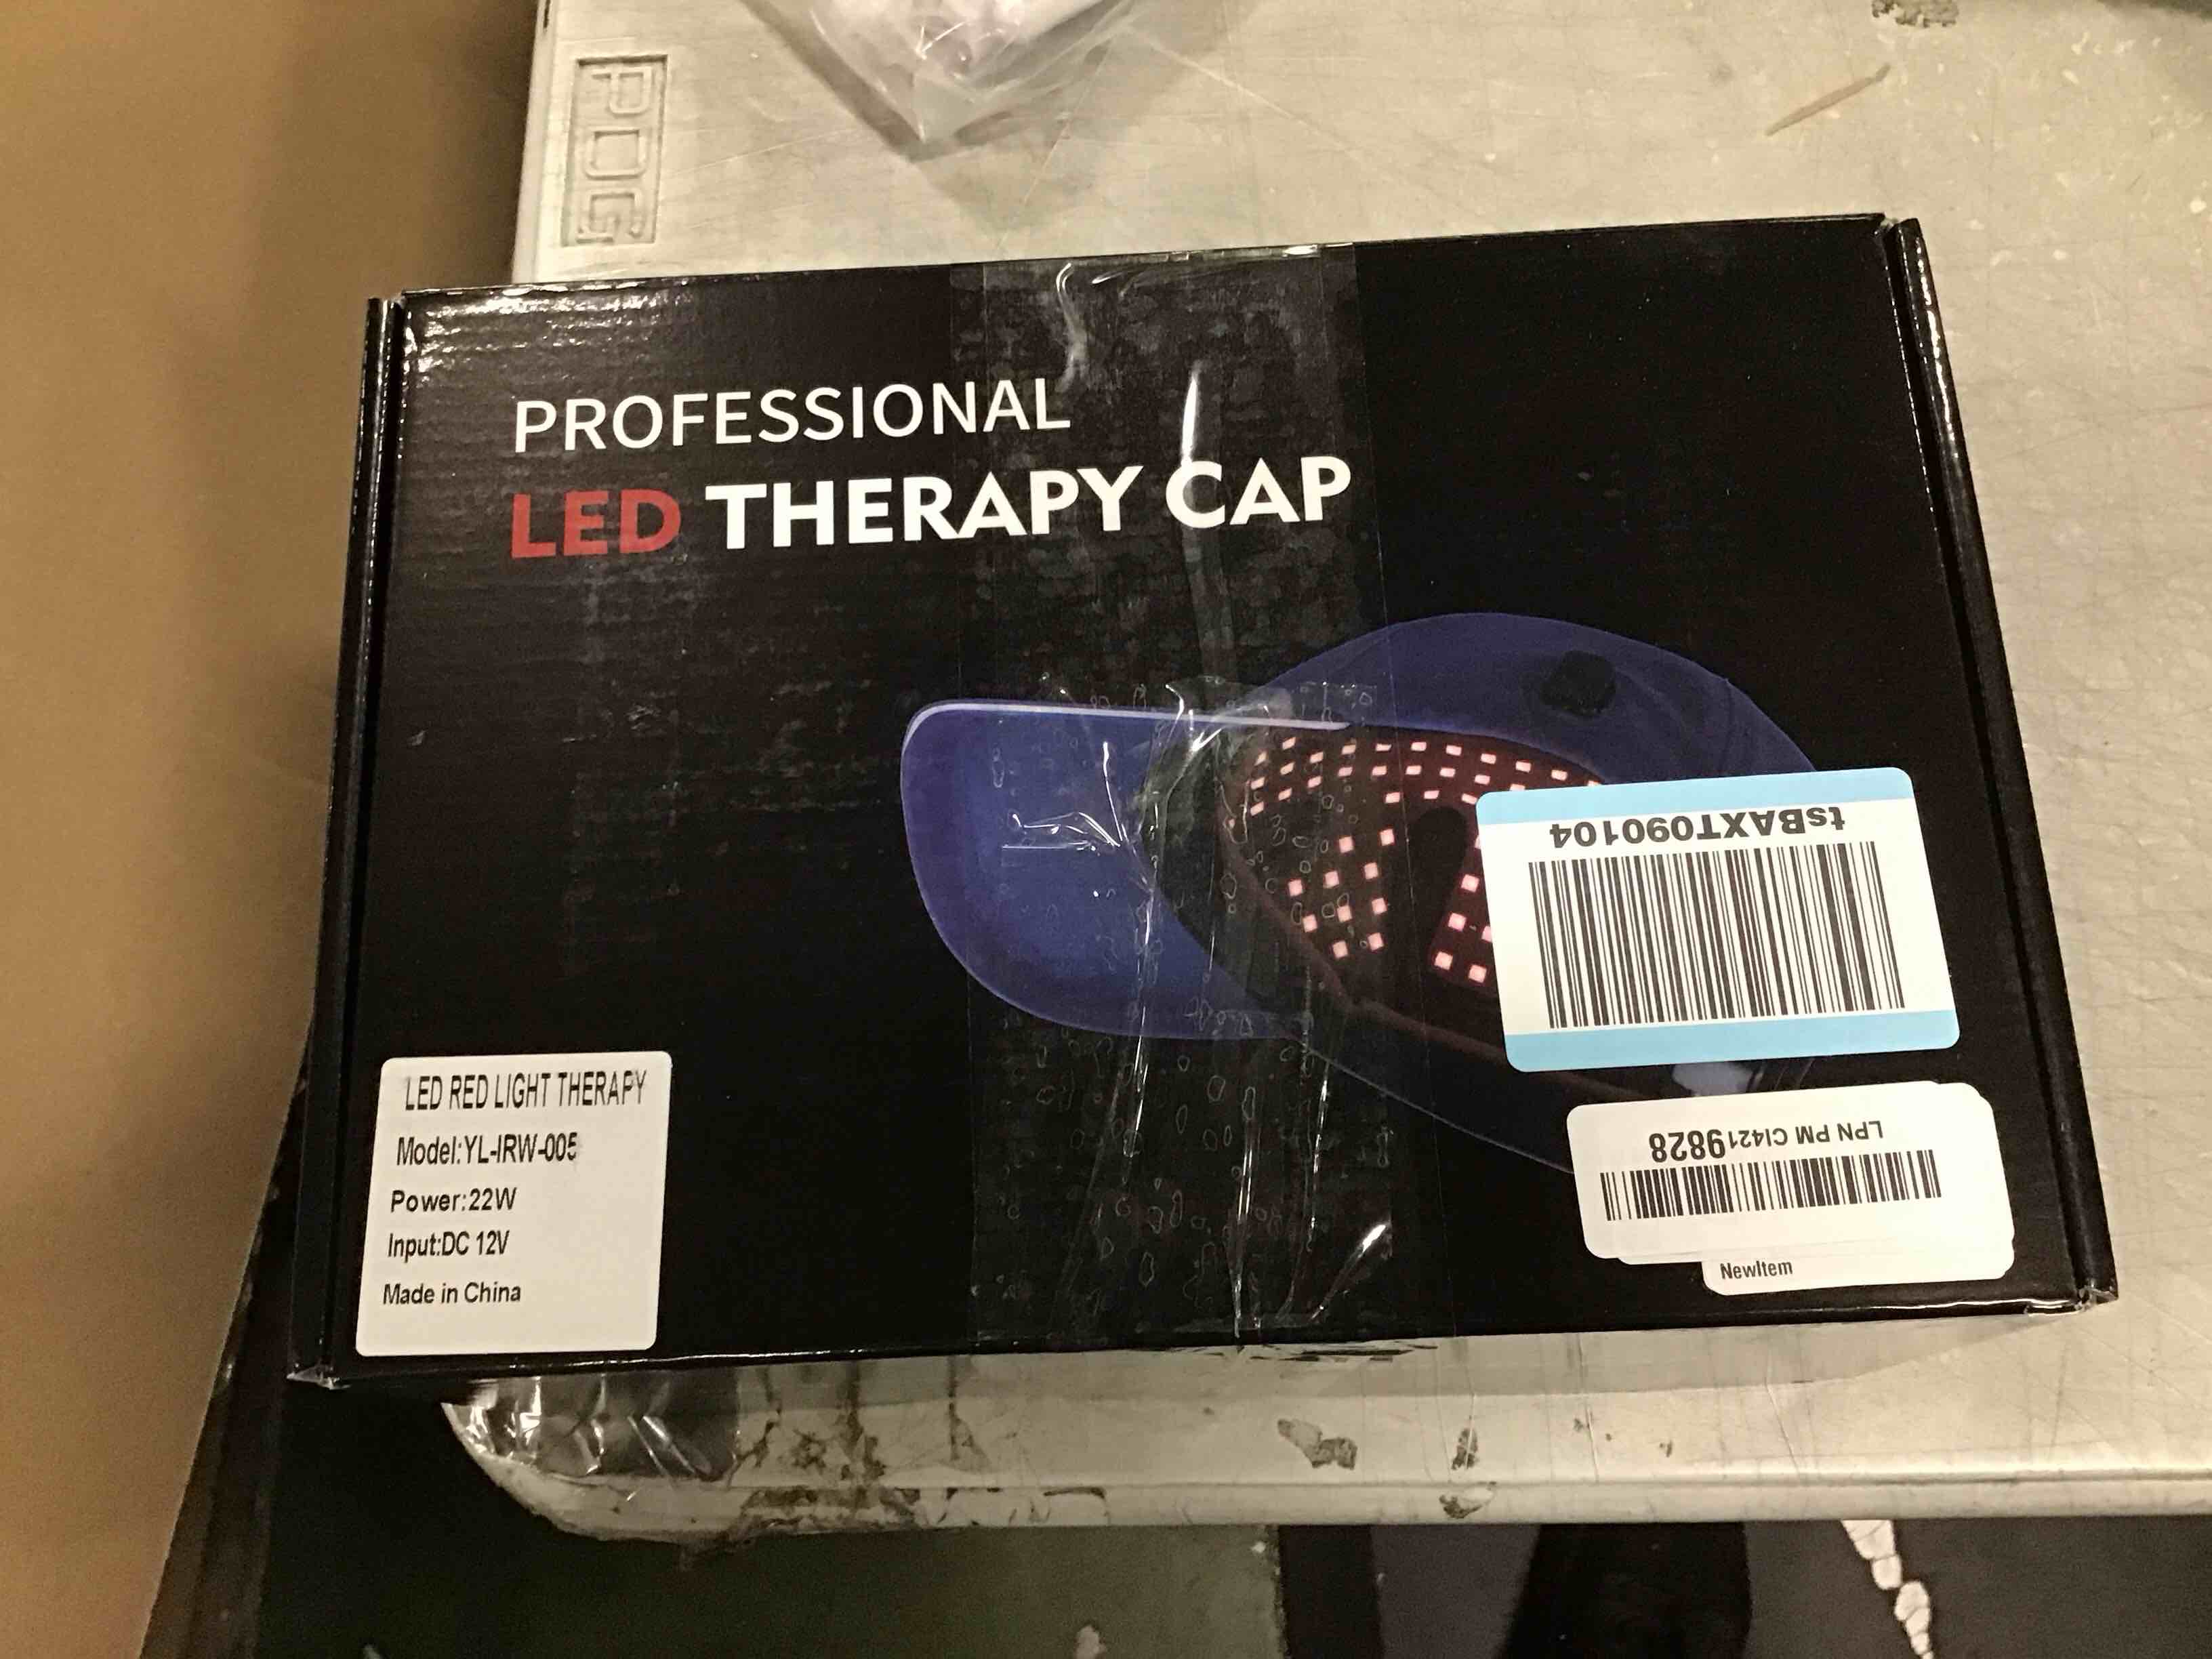 PDG
PROFESSIONAL
LED THERAPY CAP
tsBAXT090104
LPN PM CI4219828
NewItem
LED RED LIGHT THERAPY
Model:YL-IRW-005
Power:22W
Input:DC 12V
Made in China